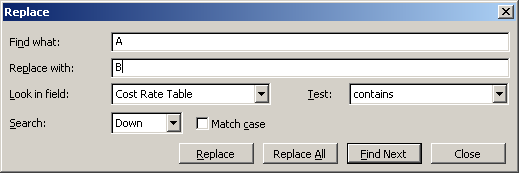 Replace
Find what: A
Replace with: B
Look in field: Cost Rate Table Test: contains
Search: Down Match case
Replace Replace All Find Next Close